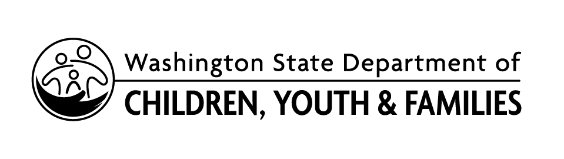 Washington State Department of
CHILDREN, YOUTH & FAMILIES